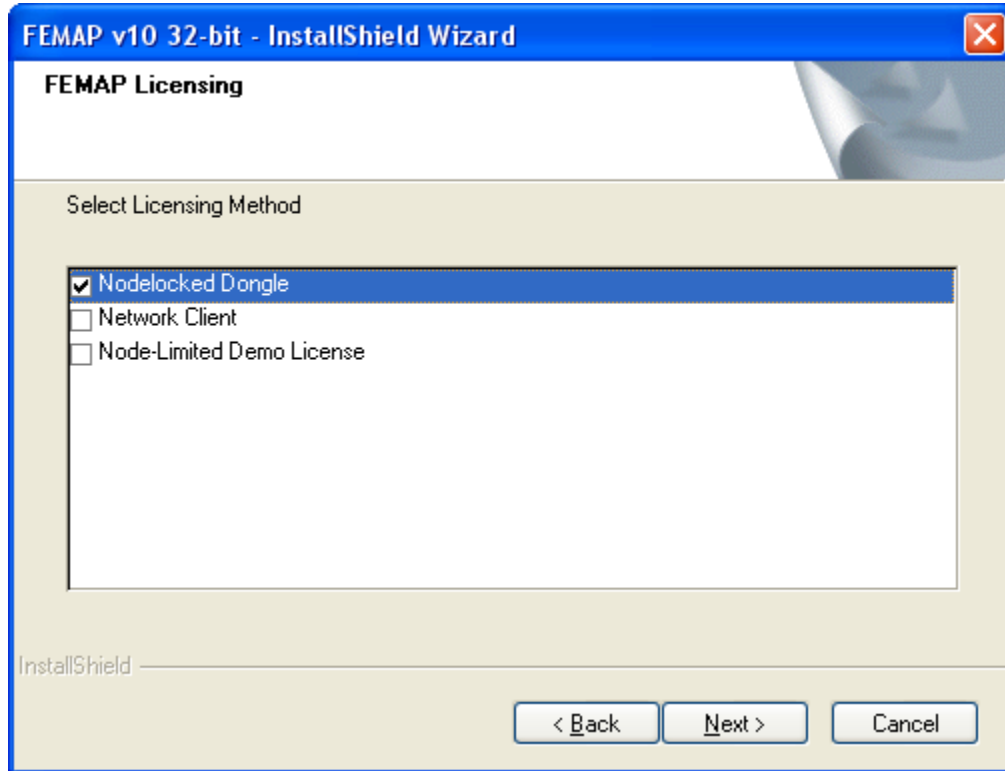 FEMAP v10 32-bit - InstallShield Wizard
FEMAP Licensing
Select Licensing Method
Nodelocked Dongle
Network Client
Node-Limited Demo License
InstallShield
< Back Next > Cancel